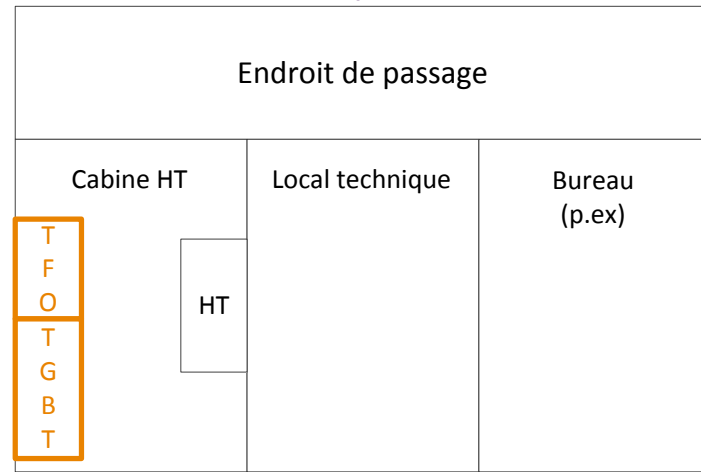 Endroit de passage
Cabine HT
Local technique
Bureau
(p.ex)
T
F
O
HT
T
G
B
T